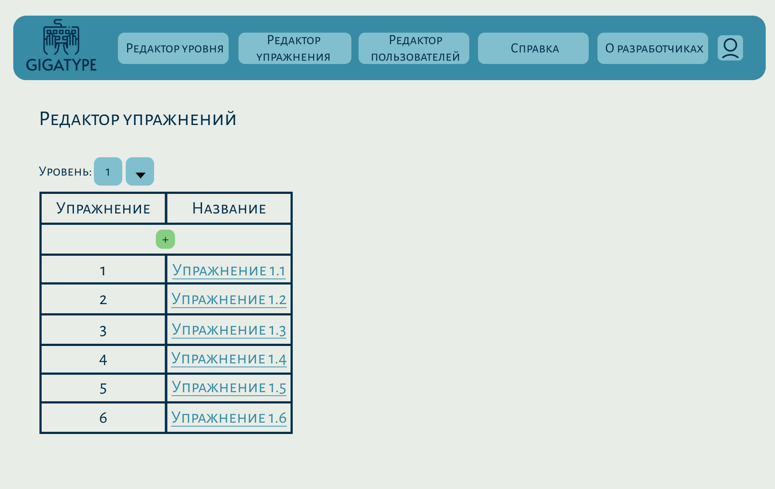 GIGATYPE
Редактор уровня
Редактор
упражнения
Редактор
пользователей
Справка
О разработчиках
Редактор упражнений
Уровень: 1
Упражнение Название
+
1 Упражнение 1.1
2 Упражнение 1.2
3 Упражнение 1.3
4 Упражнение 1.4
5 Упражнение 1.5
6 Упражнение 1.6